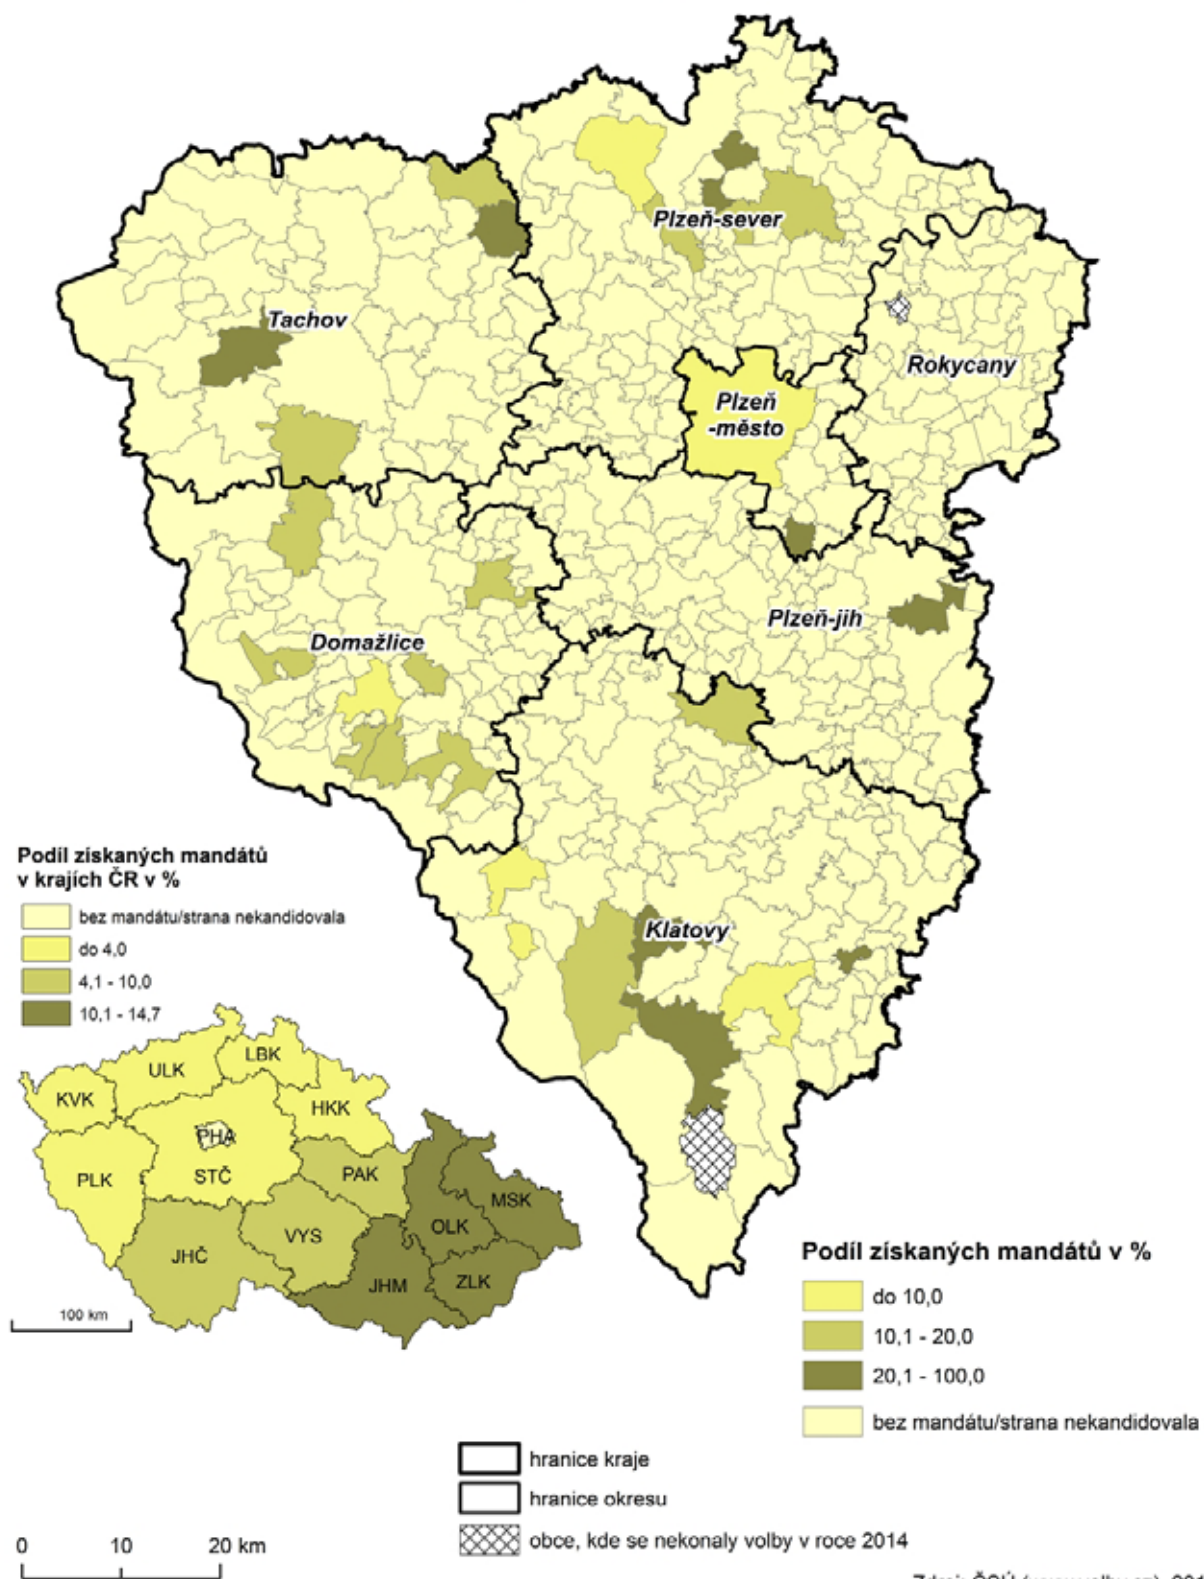 Plzeň-sever
Tachov
Rokycany
Plzeň
-město
Plzeň-jih
Domažlice
Klatovy
Podíl získaných mandátů
v krajích ČR v %
bez mandátu/strana nekandidovala
do 4,0
4,1 - 10,0
10,1 - 14,7
LBK
ULK
KVK
HKK
PHA
STČ
PLK
PAK
MSK
OLK
VYS
JHČ
JHM
ZLK
100 km
Podíl získaných mandátů v %
do 10,0
10,1 - 20,0
20,1 - 100,0
bez mandátu/strana nekandidovala
hranice kraje
hranice okresu
obce, kde se nekonaly volby v roce 2014
0 10 20 km